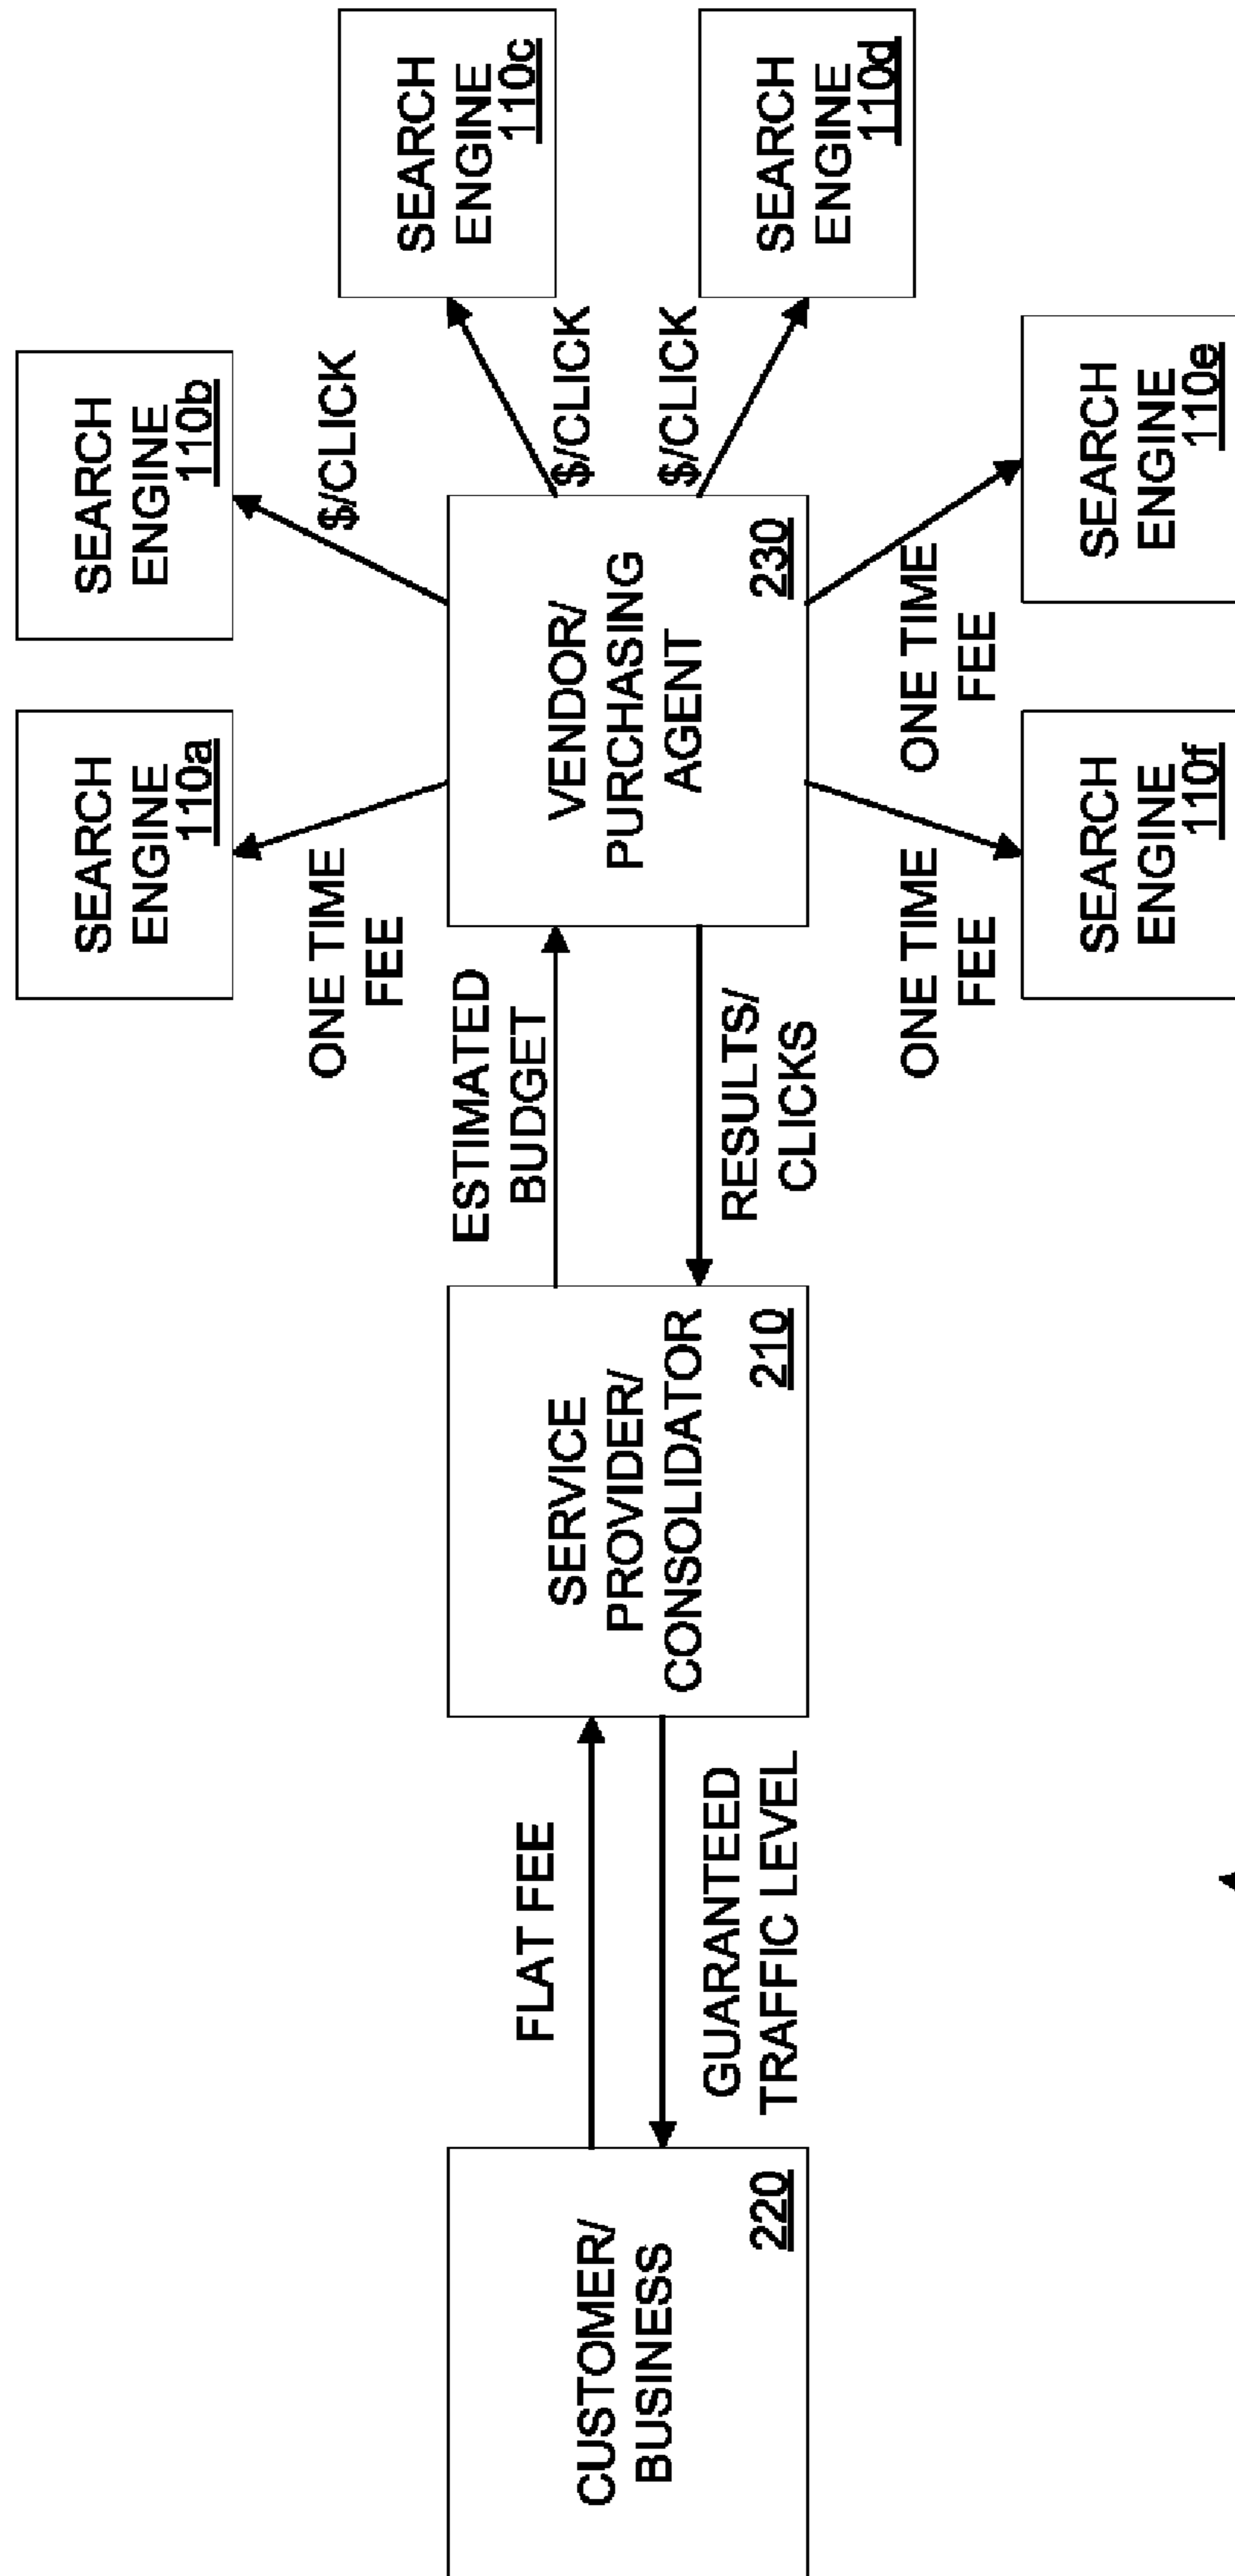 CUSTOMER/
BUSINESS
220
FLAT FEE
GUARANTEED
TRAFFIC LEVEL
SERVICE
PROVIDER/
CONSOLIDATOR
210
ESTIMATED
BUDGET
RESULTS/
CLICKS
VENDOR/
PURCHASING
AGENT
230
ONE TIME
FEE
SEARCH
ENGINE
110a
$/CLICK
SEARCH
ENGINE
110b
$/CLICK
SEARCH
ENGINE
110c
$/CLICK
SEARCH
ENGINE
110d
ONE TIME
FEE
SEARCH
ENGINE
110e
ONE TIME
FEE
SEARCH
ENGINE
110f